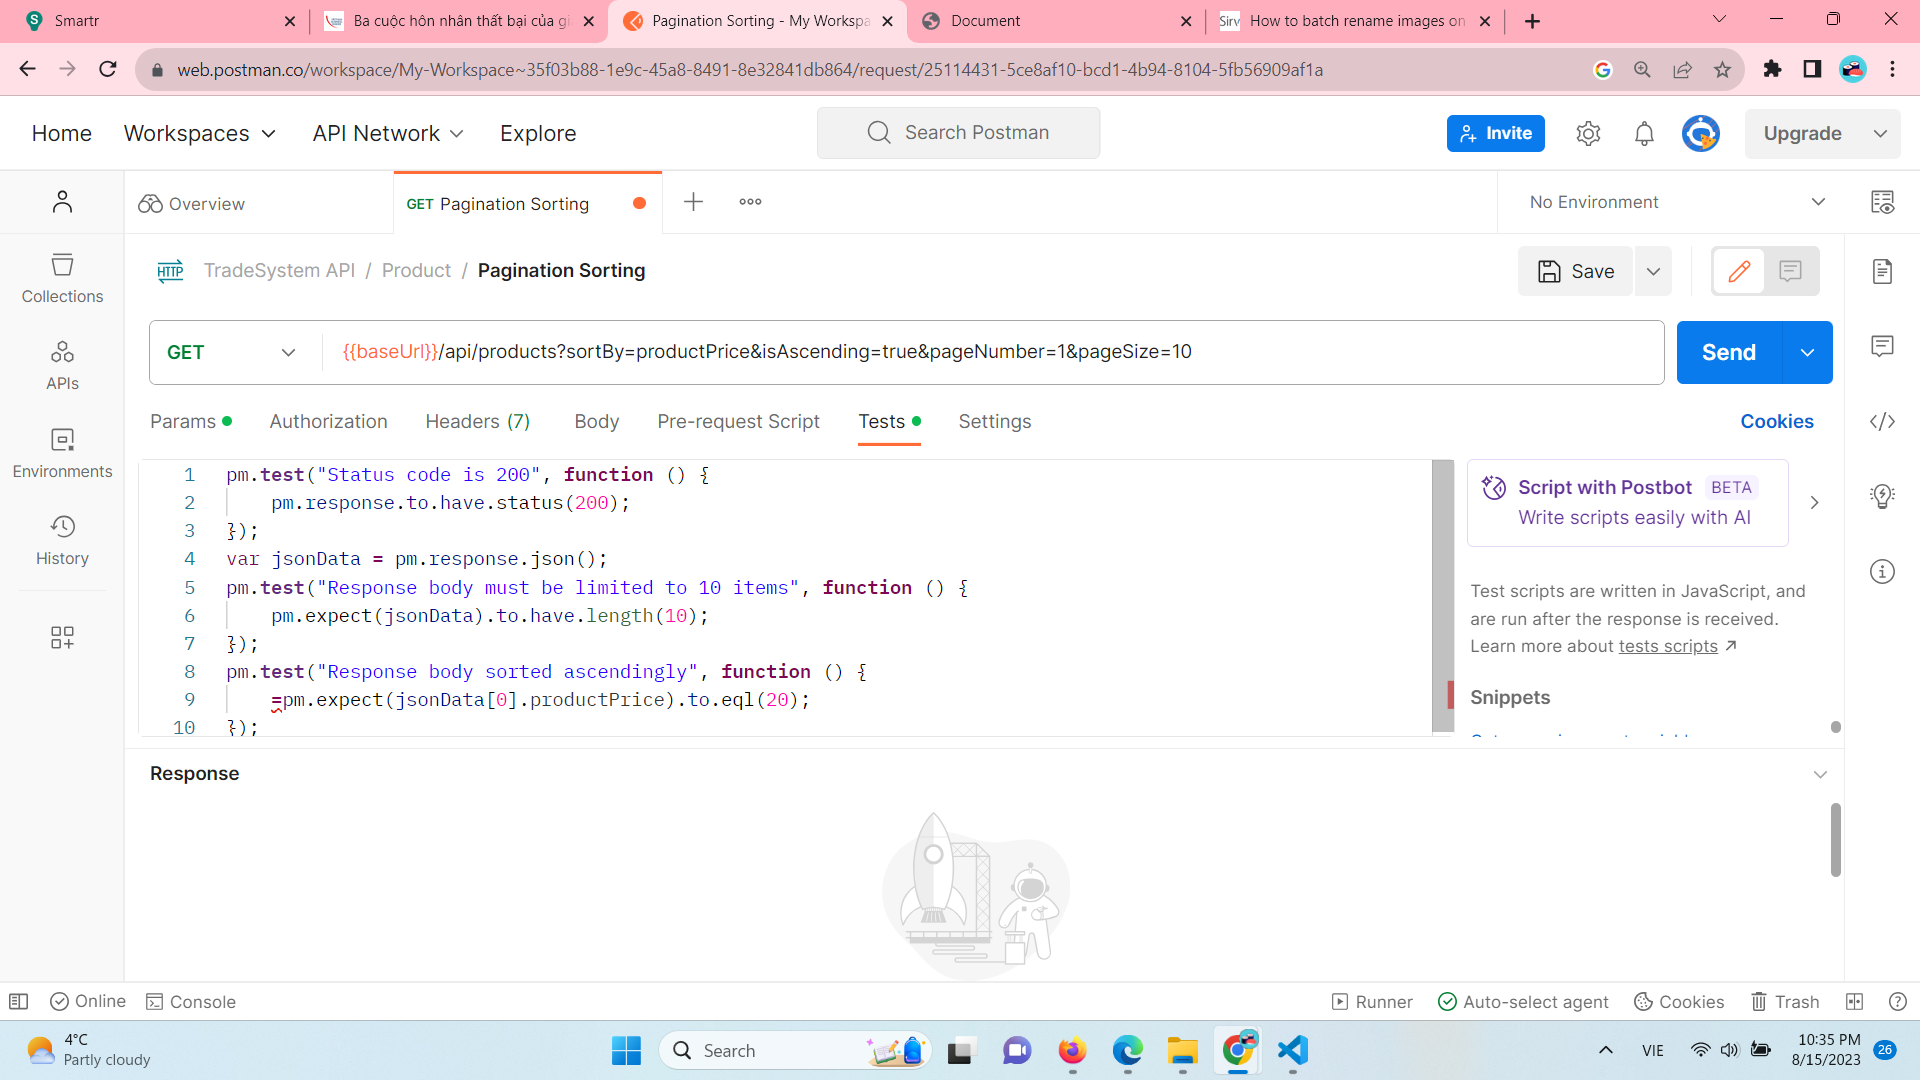 Smartr
Ba cuộc hôn nhân thất bại của gi
Pagination Sorting - My Workspa
Document
Sirv How to batch rename images on
web.postman.co/workspace/My-Workspace~35f03b88-1e9c-45a8-8491-8e32841db864/request/25114431-5ce8af10-bcd1-4b94-8104-5fb56909af1a
Home Workspaces API Network Explore Search Postman Invite Upgrade
Overview GET Pagination Sorting No Environment
HTTP TradeSystem API / Product / Pagination Sorting Save
Collections
APIs
Environments
History
GET {{baseUrl}}/api/products?sortBy=productPrice&isAscending=true&pageNumber=1&pageSize=10 Send
Params Authorization Headers (7) Body Pre-request Script Tests Settings Cookies
1 pm.test("Status code is 200", function () {
2 pm.response.to.have.status(200);
3 });
4 var jsonData = pm.response.json();
5 pm.test("Response body must be limited to 10 items", function () {
6 pm.expect(jsonData).to.have.length(10);
7 });
8 pm.test("Response body sorted ascendingly", function () {
9 =pm.expect(jsonData[0].productPrice).to.eql(20);
10 });
Script with Postbot BETA
Write scripts easily with AI
Test scripts are written in JavaScript, and
are run after the response is received.
Learn more about tests scripts
Snippets
Response
Online Console Runner Auto-select agent Cookies Trash
4°C
Partly cloudy
Search
VIE
10:35 PM
8/15/2023
26